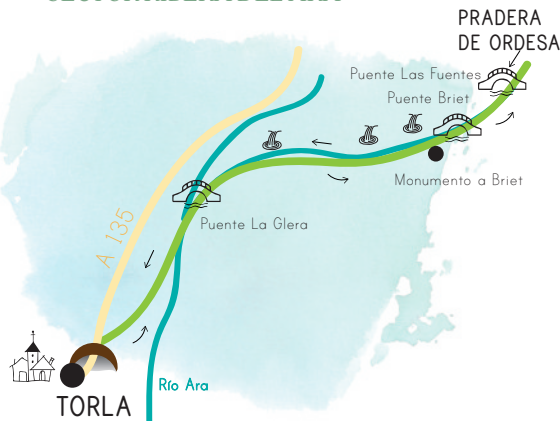 PRADERA
DE ORDESA
Puente Las Fuentes
Puente Briet
Monumento a Briet
Puente La Glera
A 135
Río Ara
TORLA